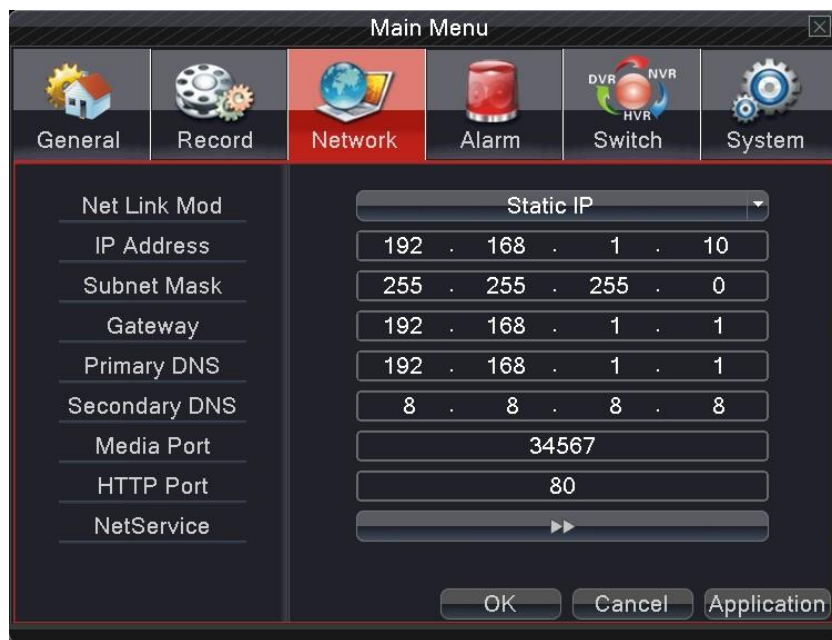 Main Menu
DVR NVR
HVR
General Record Network Alarm Switch System
Net Link Mod Static IP
IP Address 192 . 168 . 1 . 10
Subnet Mask 255 . 255 . 255 . 0
Gateway 192 . 168 . 1 . 1
Primary DNS 192 . 168 . 1 . 1
Secondary DNS 8 . 8 . 8 . 8
Media Port 34567
HTTP Port 80
NetService
OK Cancel Application